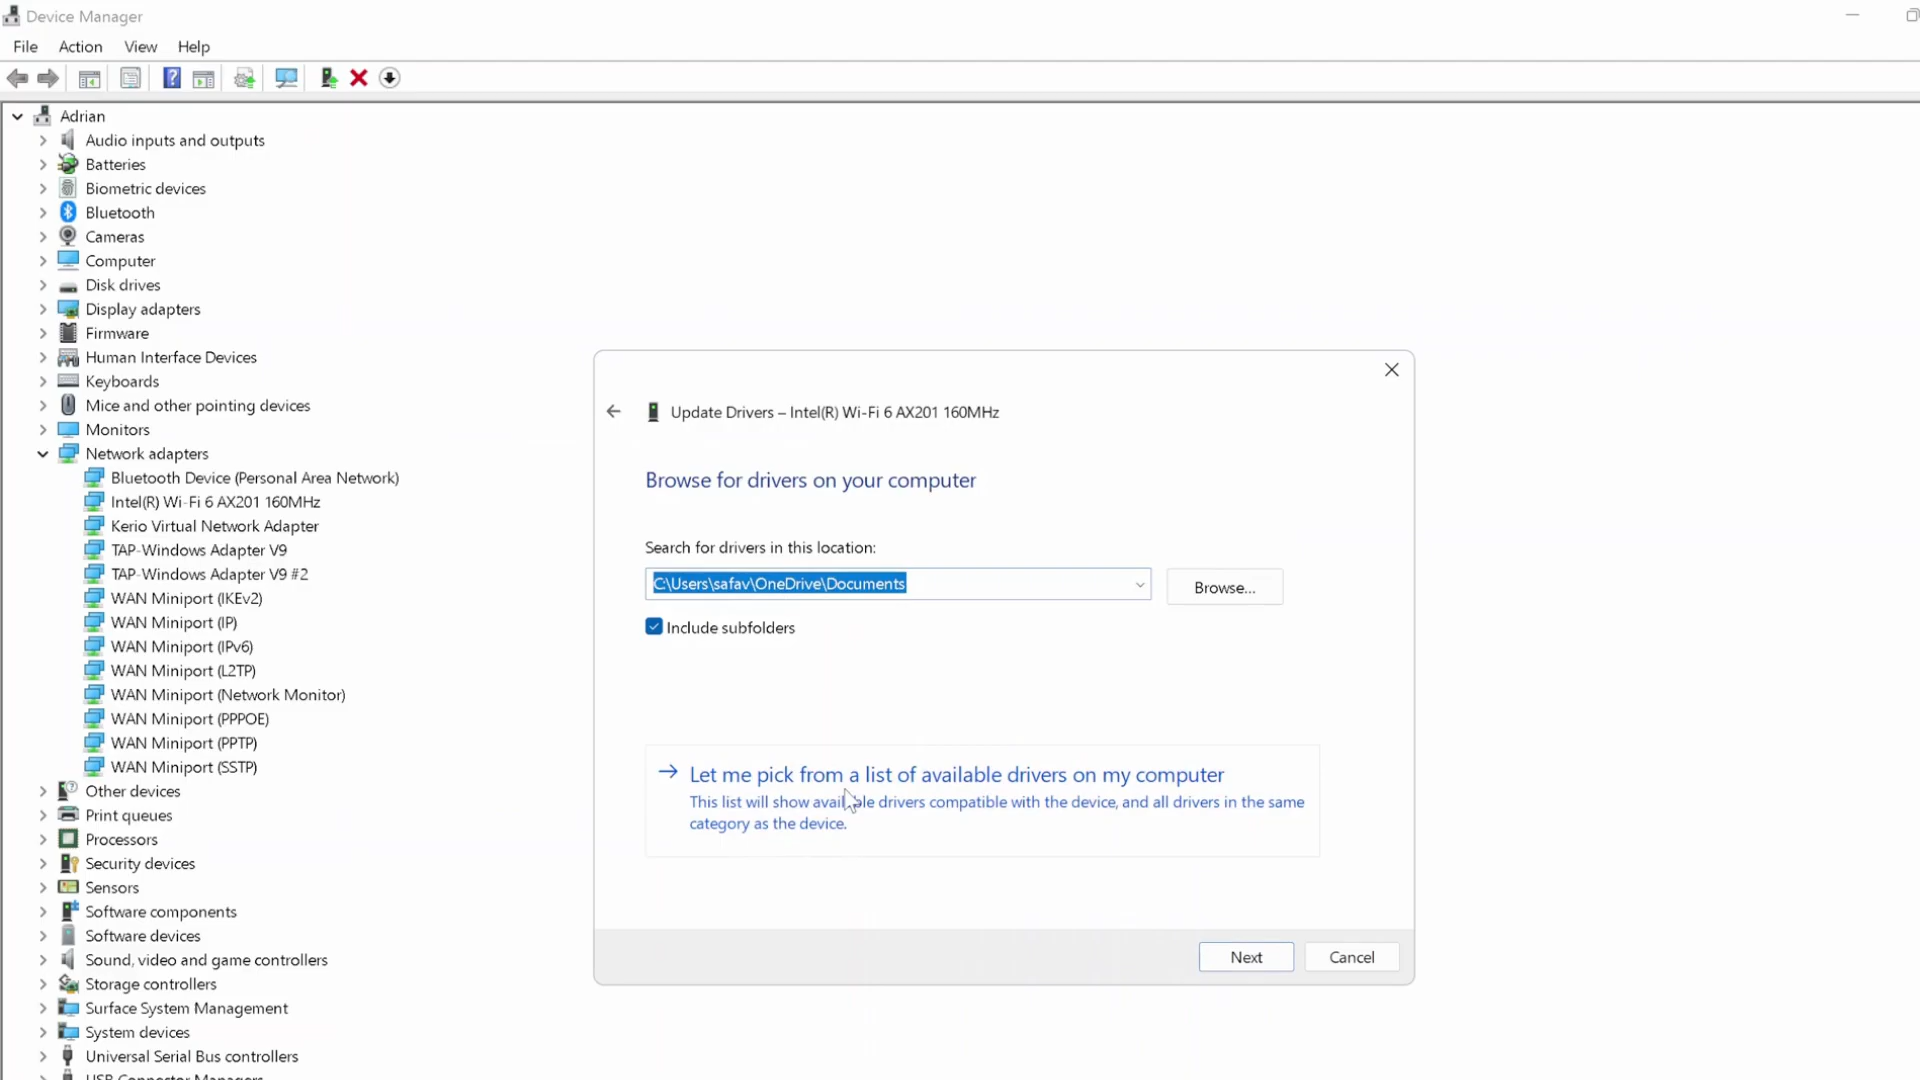 Device Manager
File Action View Help
Adrian
Audio inputs and outputs
Batteries
Biometric devices
Bluetooth
Cameras
Computer
Disk drives
Display adapters
Firmware
Human Interface Devices
Keyboards
Mice and other pointing devices
Monitors
Network adapters
Bluetooth Device (Personal Area Network)
Intel(R) Wi-Fi 6 AX201 160MHz
Kerio Virtual Network Adapter
TAP-Windows Adapter V9
TAP-Windows Adapter V9 #2
WAN Miniport (IKEv2)
WAN Miniport (IP)
WAN Miniport (IPv6)
WAN Miniport (L2TP)
WAN Miniport (Network Monitor)
WAN Miniport (PPPOE)
WAN Miniport (PPTP)
WAN Miniport (SSTP)
Other devices
Print queues
Processors
Security devices
Sensors
Software components
Software devices
Sound, video and game controllers
Storage controllers
Surface System Management
System devices
Universal Serial Bus controllers
USB Connector Managers
Update Drivers – Intel(R) Wi-Fi 6 AX201 160MHz
Browse for drivers on your computer
Search for drivers in this location:
C:\Users\safav\OneDrive\Documents
Browse...
Include subfolders
Let me pick from a list of available drivers on my computer
This list will show available drivers compatible with the device, and all drivers in the same
category as the device.
Next Cancel